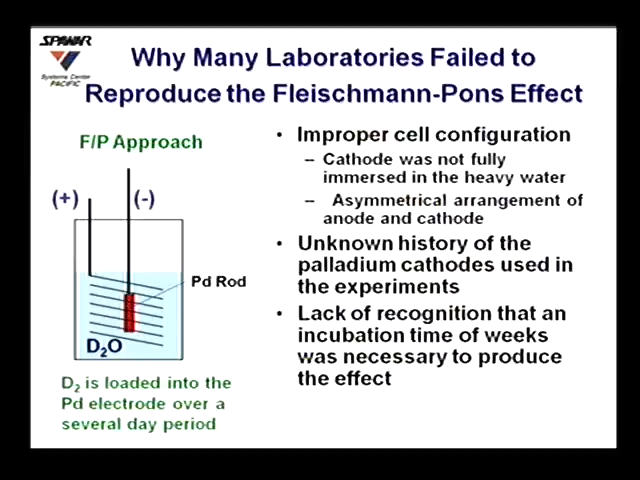 SPAWAR
Systems Center
PACIFIC
Why Many Laboratories Failed to
Reproduce the Fleischmann-Pons Effect
F/P Approach
(+)
(-)
Pd Rod
D₂O
D₂ is loaded into the
Pd electrode over a
several day period
• Improper cell configuration
– Cathode was not fully
immersed in the heavy water
– Asymmetrical arrangement of
anode and cathode
• Unknown history of the
palladium cathodes used in
the experiments
• Lack of recognition that an
incubation time of weeks
was necessary to produce
the effect